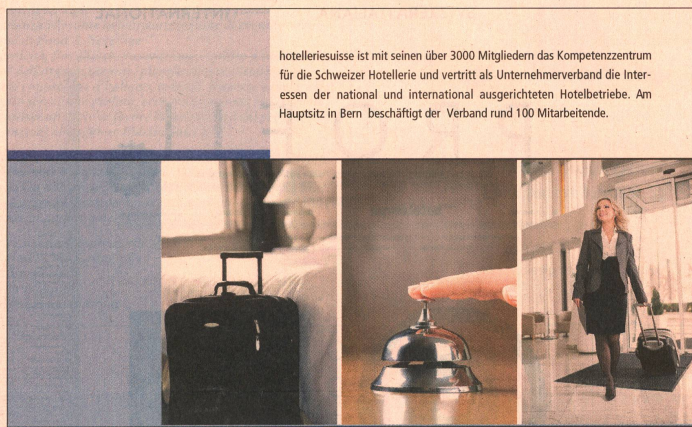 hotelleriesuisse ist mit seinen über 3000 Mitgliedern das Kompetenzzentrum
für die Schweizer Hotellerie und vertritt als Unternehmerverband die Inter-
essen der national und international ausgerichteten Hotelbetriebe. Am
Hauptsitz in Bern beschäftigt der Verband rund 100 Mitarbeitende.